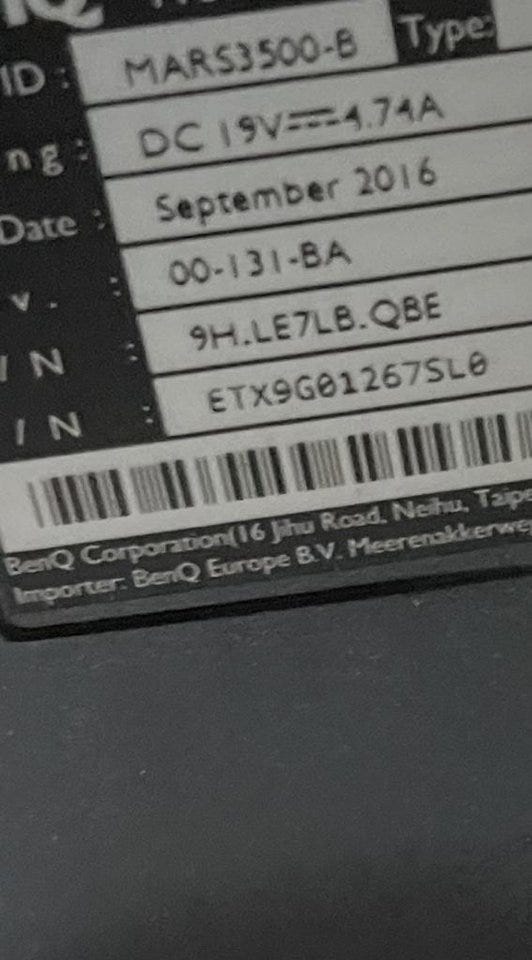 ID : MARS3500-B Type:
ng : DC 19V⎓4.74A
Date : September 2016
v. : 00-131-BA
/ N : 9H.LE7LB.QBE
/ N : ETX9G01267SL0
BenQ Corporation(16 Jihu Road, Neihu, Taip
Importer: BenQ Europe B.V. Meerenakkerwe